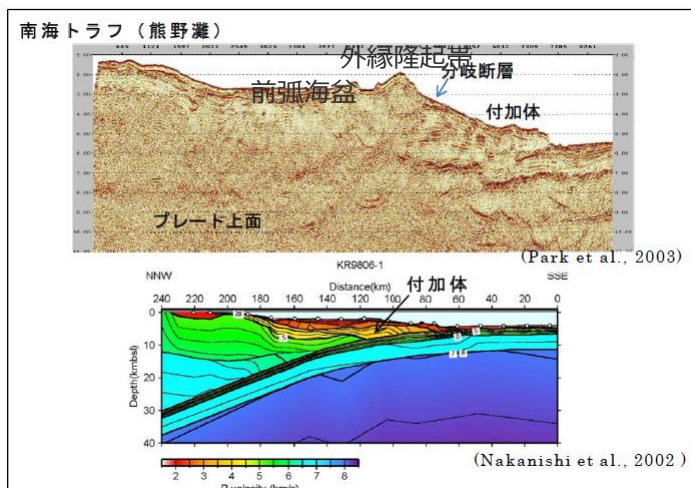 南海トラフ（熊野灘）
外縁隆起帯
分岐断層
前弧海盆
付加体
プレート上面
(Park et al., 2003)
KR9806-1
NNW SSE
Distance(km)
付加体
240 220 200 180 160 140 120 100 80 60 40 20 0
Depth(kmbsl)
0
10
20
30
40
2 3 4 5 6 7 8
P velocity (km/s)
(Nakanishi et al., 2002 )